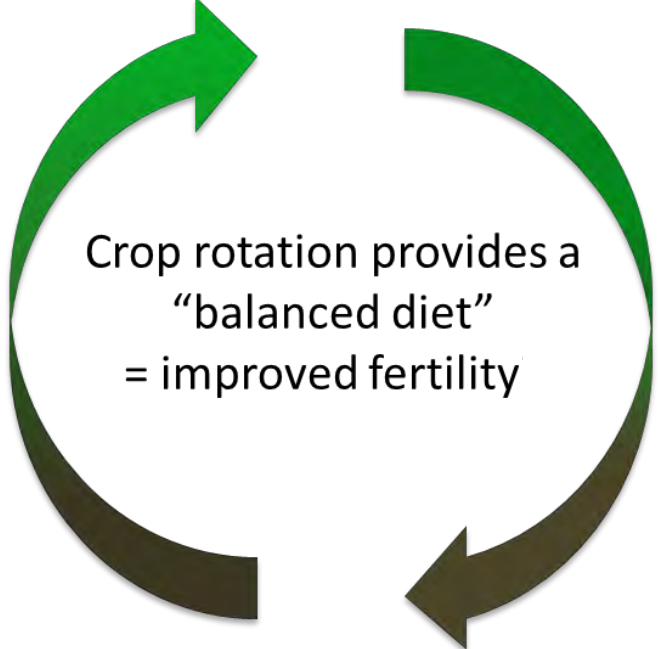 Crop rotation provides a
“balanced diet”
= improved fertility